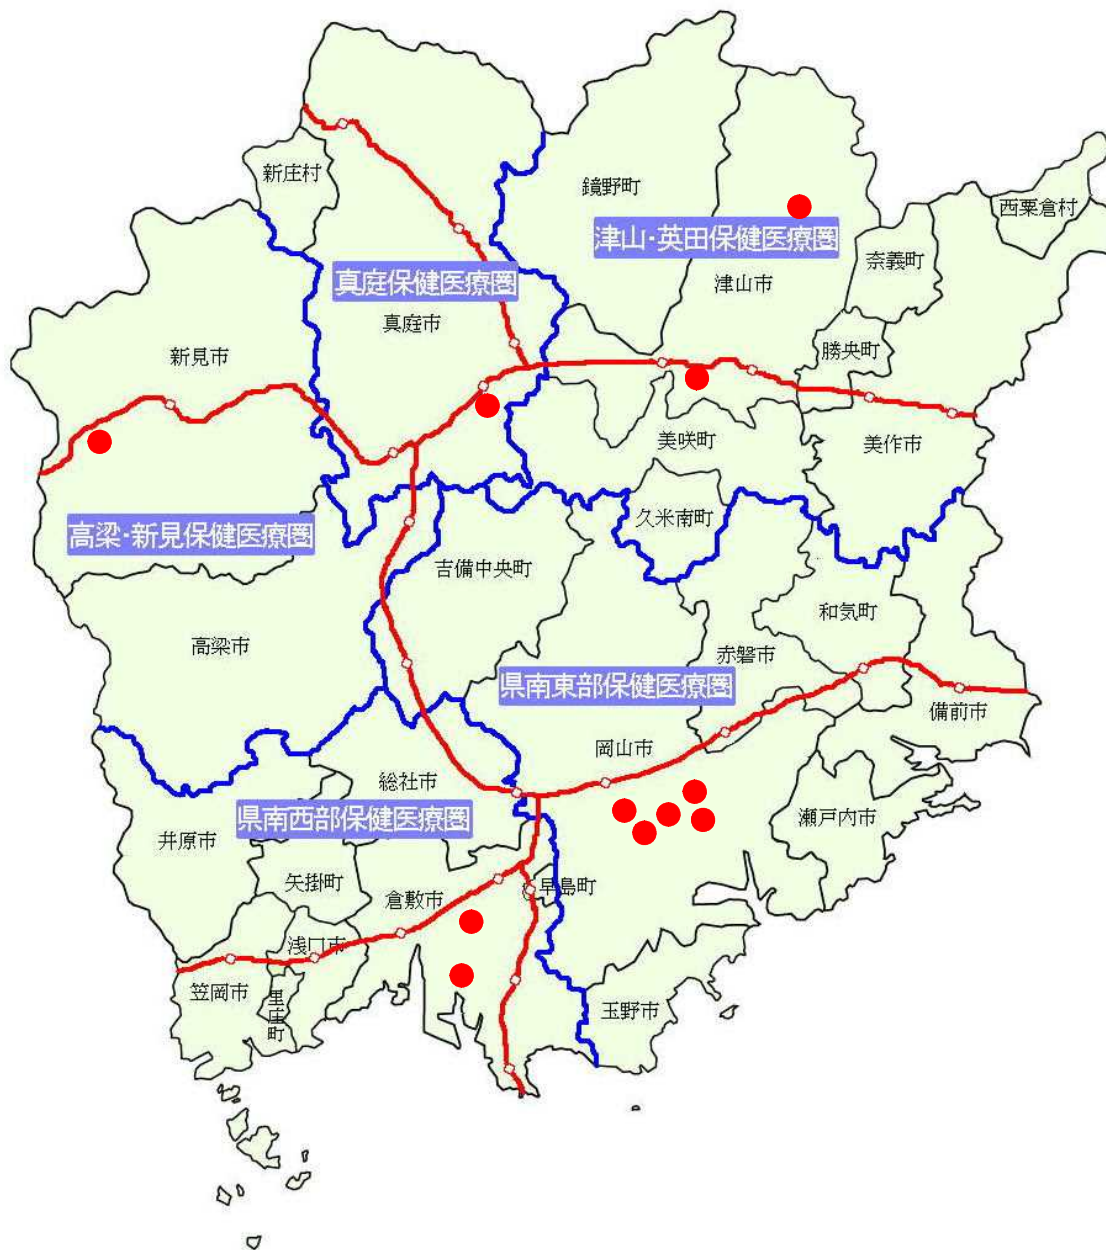 新庄村
鏡野町
西粟倉村
津山・英田保健医療圏
奈義町
真庭保健医療圏
津山市
真庭市
勝央町
新見市
美咲町
美作市
久米南町
高梁・新見保健医療圏
吉備中央町
和気町
高梁市
赤磐市
県南東部保健医療圏
備前市
岡山市
総社市
県南西部保健医療圏
瀬戸内市
井原市
矢掛町
倉敷市
早島町
浅口市
笠岡市
里庄町
玉野市